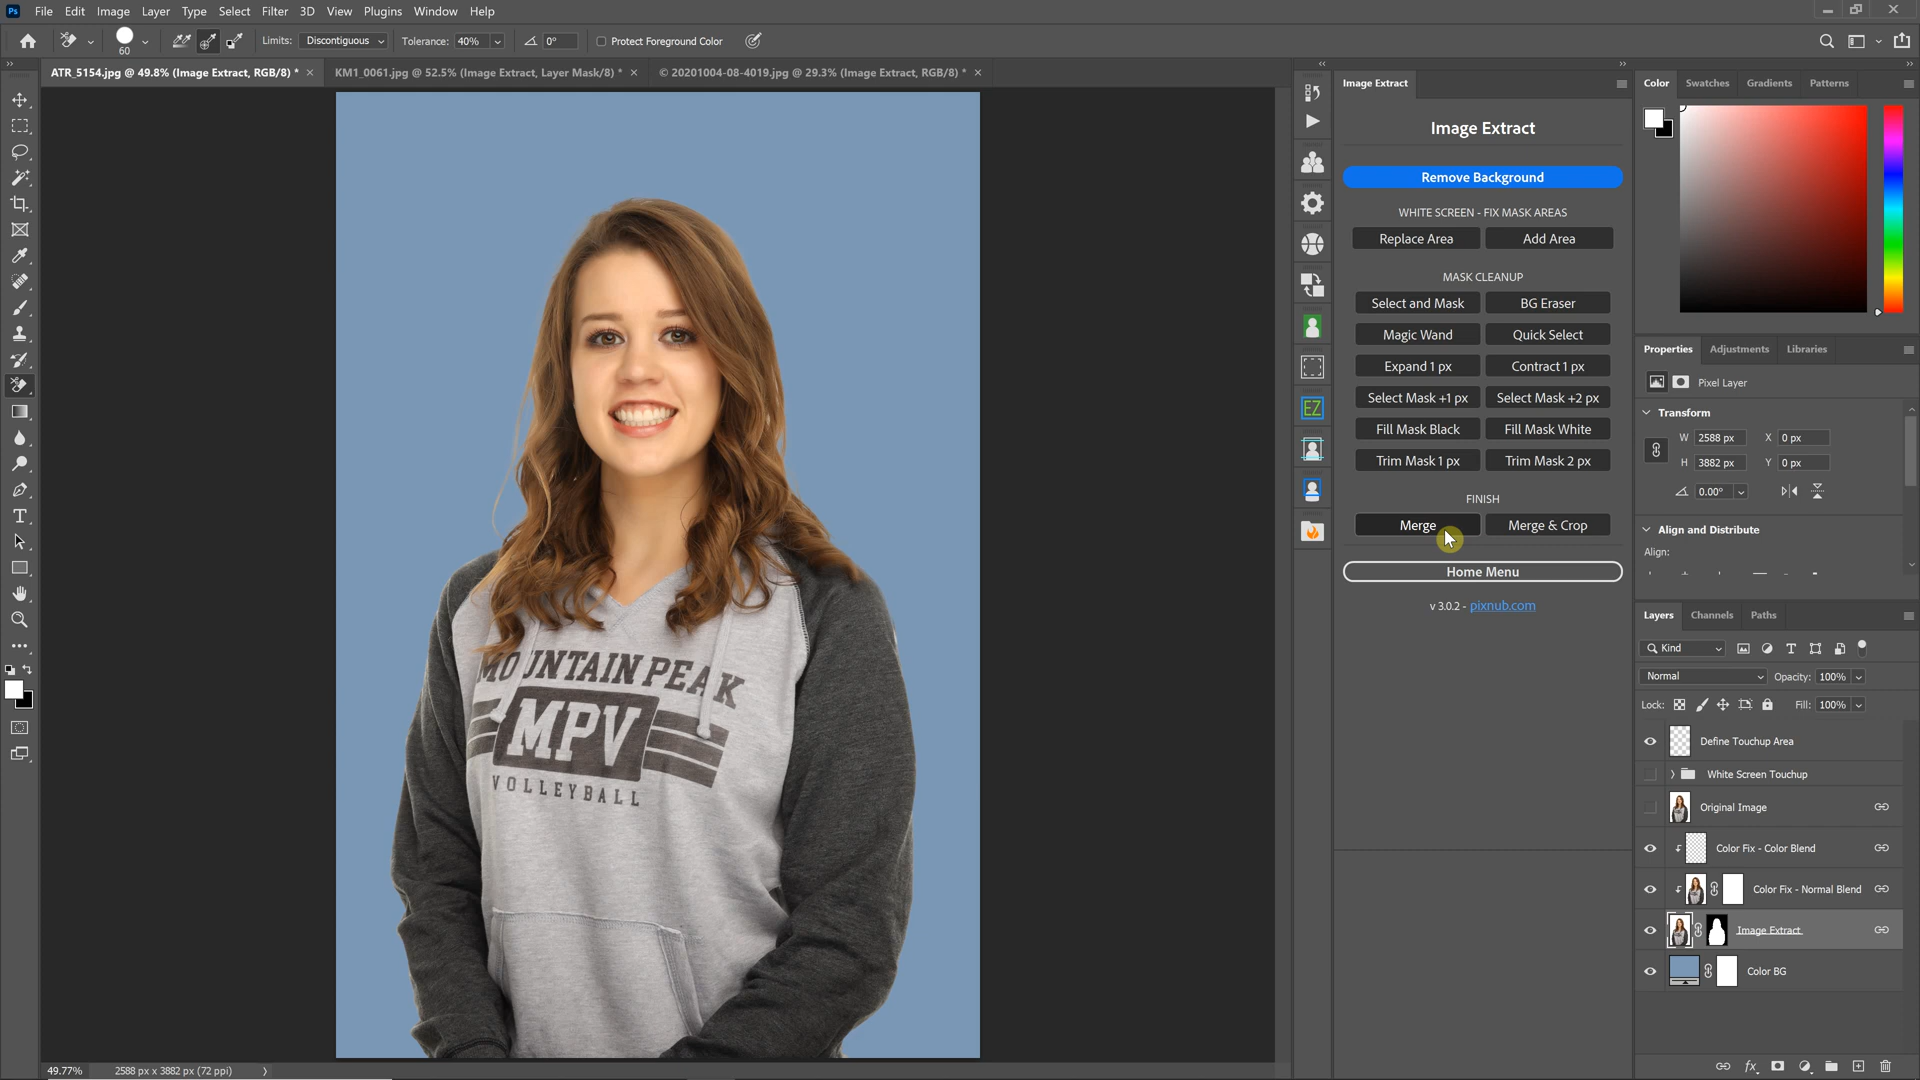 Ps File Edit Image Layer Type Select Filter 3D View Plugins Window Help
60 Limits: Discontiguous Tolerance: 40% 0° Protect Foreground Color
ATR_5154.jpg @ 49.8% (Image Extract, RGB/8) * × KM1_0061.jpg @ 52.5% (Image Extract, Layer Mask/8) * × © 20201004-08-4019.jpg @ 29.3% (Image Extract, RGB/8) * ×
MOUNTAIN PEAK
MPV
VOLLEYBALL
49.77% 2588 px x 3882 px (72 ppi)
EZ
Image Extract
Image Extract
Remove Background
WHITE SCREEN - FIX MASK AREAS
Replace Area Add Area
MASK CLEANUP
Select and Mask BG Eraser
Magic Wand Quick Select
Expand 1 px Contract 1 px
Select Mask +1 px Select Mask +2 px
Fill Mask Black Fill Mask White
Trim Mask 1 px Trim Mask 2 px
FINISH
Merge Merge & Crop
Home Menu
v 3.0.2 - pixnub.com
Color Swatches Gradients Patterns
Properties Adjustments Libraries
Pixel Layer
Transform
W 2588 px X 0 px
H 3882 px Y 0 px
0.00°
Align and Distribute
Align:
Layers Channels Paths
Kind
Normal Opacity: 100%
Lock: Fill: 100%
Define Touchup Area
White Screen Touchup
Original Image
Color Fix - Color Blend
Color Fix - Normal Blend
Image Extract
Color BG
fx